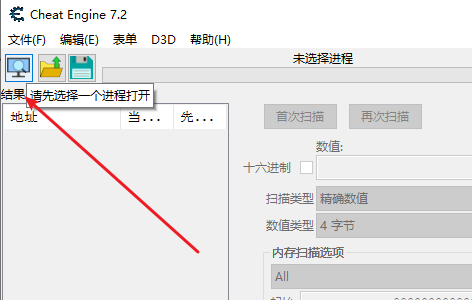 Cheat Engine 7.2
文件(F) 编辑(E) 表单 D3D 帮助(H)
未选择进程
请先选择一个进程打开
结果
地址 当... 先...
首次扫描 再次扫描
数值:
十六进制
扫描类型 精确数值
数值类型 4 字节
内存扫描选项
All